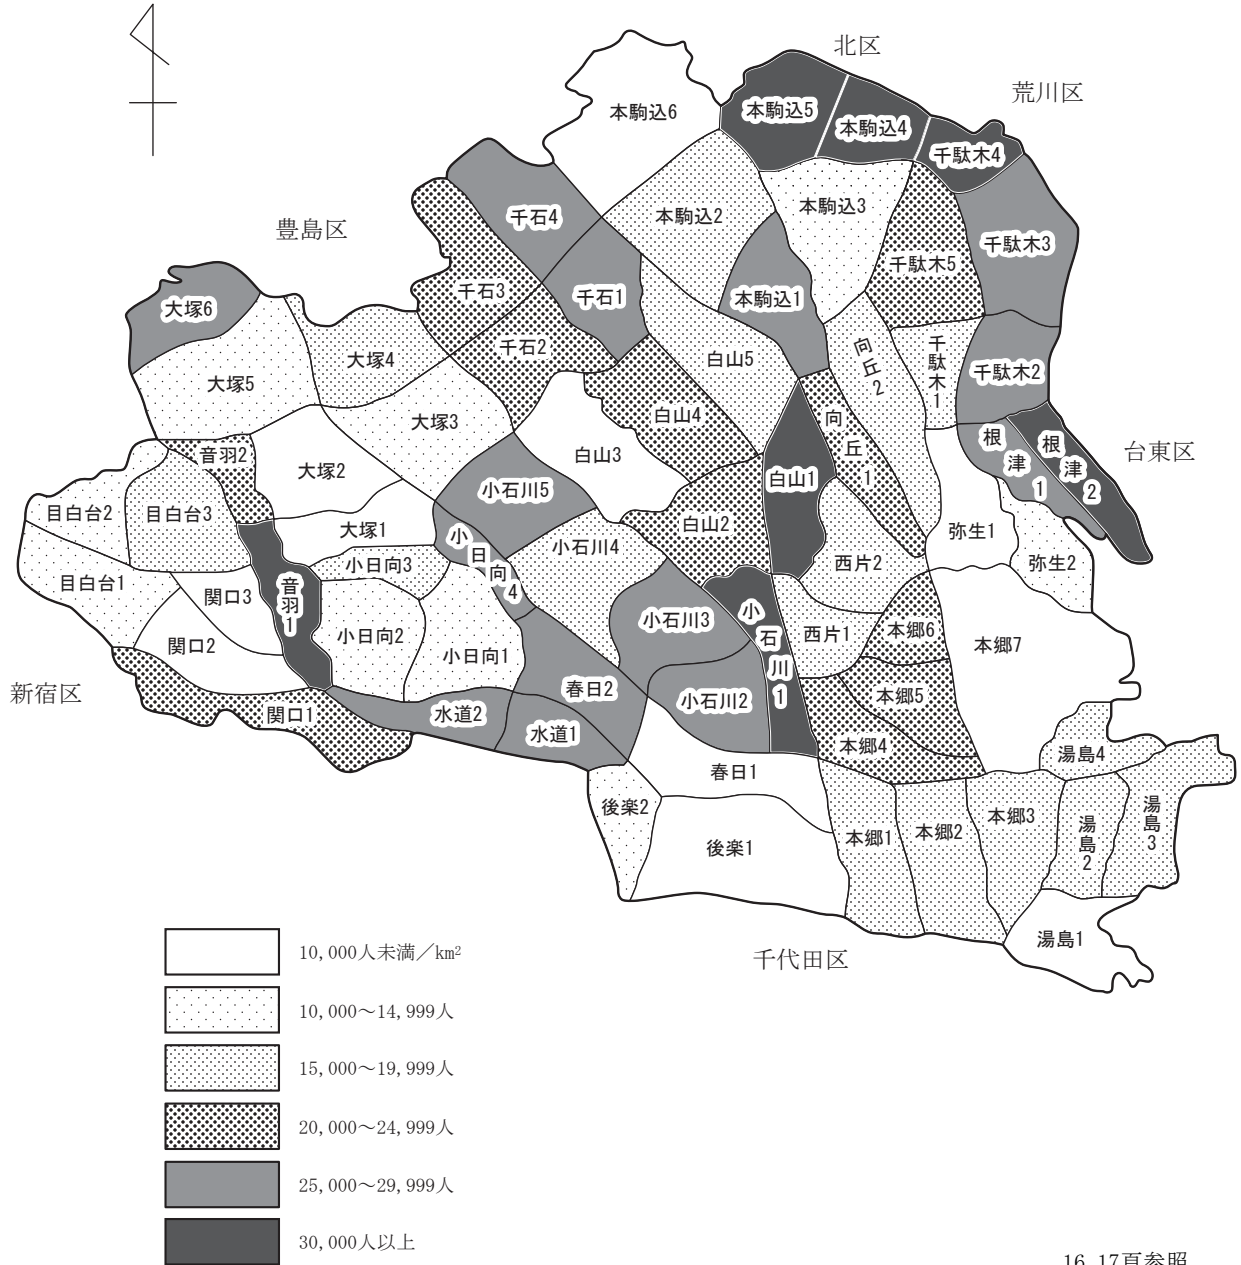 北区
荒川区
本駒込6
本駒込5
本駒込4
千駄木4
本駒込3
千石4
本駒込2
豊島区
千駄木5
千駄木3
千石3
千石1
本駒込1
大塚6
大塚4
千石2
白山5
向丘2
千駄木1
千駄木2
大塚5
大塚3
白山4
向丘1
根津1
根津2
台東区
音羽2
大塚2
白山3
白山1
目白台2
目白台3
小石川5
白山2
大塚1
小日向4
小石川4
弥生1
西片2
弥生2
小日向3
目白台1
関口3
音羽1
小石川3
小石川1
小日向2
西片1
本郷6
本郷7
関口2
小日向1
新宿区
春日2
小石川2
本郷5
関口1
水道2
水道1
本郷4
湯島4
春日1
後楽2
後楽1
本郷1
本郷2
本郷3
湯島2
湯島3
湯島1
千代田区
10,000人未満／km²
10,000～14,999人
15,000～19,999人
20,000～24,999人
25,000～29,999人
30,000人以上